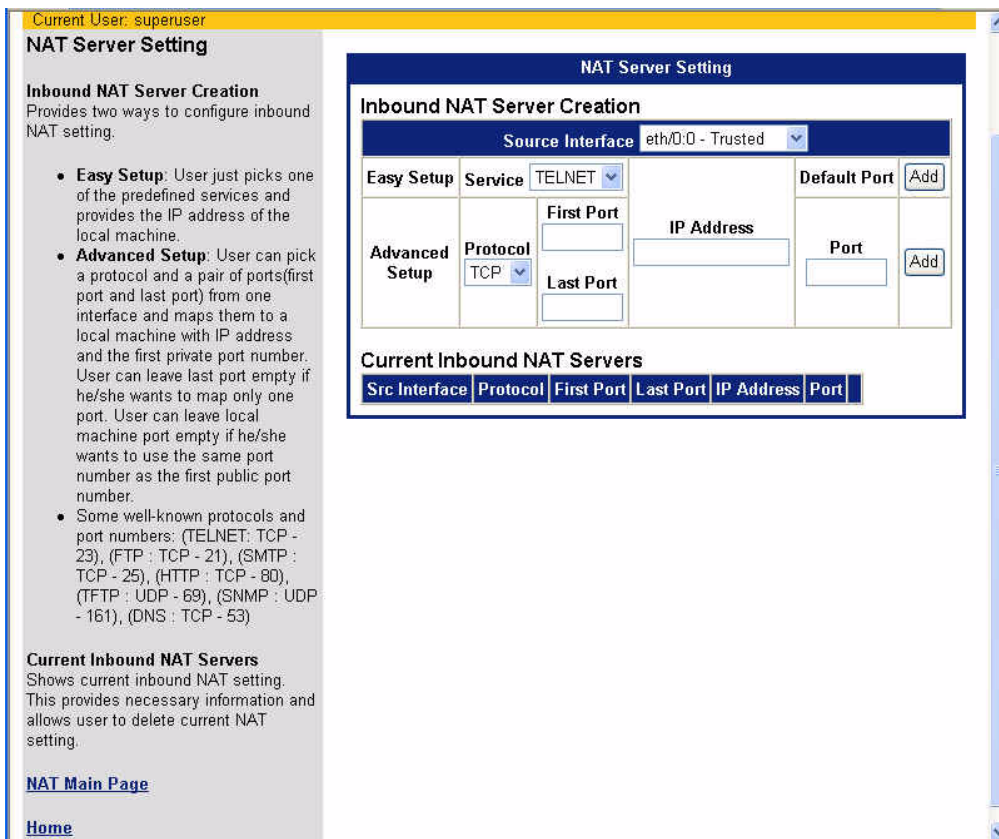 Current User: superuser
NAT Server Setting
Inbound NAT Server Creation
Provides two ways to configure inbound
NAT setting.
• Easy Setup: User just picks one
of the predefined services and
provides the IP address of the
local machine.
• Advanced Setup: User can pick
a protocol and a pair of ports(first
port and last port) from one
interface and maps them to a
local machine with IP address
and the first private port number.
User can leave last port empty if
he/she wants to map only one
port. User can leave local
machine port empty if he/she
wants to use the same port
number as the first public port
number.
• Some well-known protocols and
port numbers: (TELNET: TCP -
23), (FTP : TCP - 21), (SMTP :
TCP - 25), (HTTP : TCP - 80),
(TFTP : UDP - 69), (SNMP : UDP
- 161), (DNS : TCP - 53)
Current Inbound NAT Servers
Shows current inbound NAT setting.
This provides necessary information and
allows user to delete current NAT
setting.
NAT Main Page
Home
NAT Server Setting
Inbound NAT Server Creation
Source Interface eth/0:0 - Trusted
Easy Setup Service TELNET Default Port Add
Advanced Setup Protocol TCP First Port Last Port IP Address Port Add
Current Inbound NAT Servers
Src Interface Protocol First Port Last Port IP Address Port